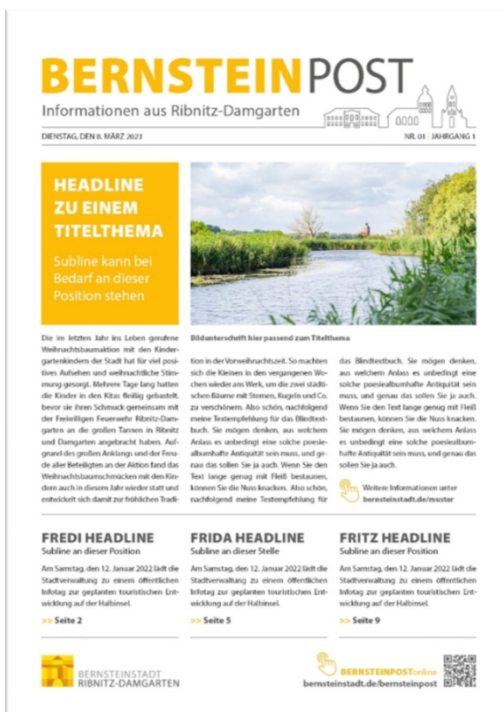 BERNSTEINPOST
Informationen aus Ribnitz-Damgarten
DIENSTAG, DEN 8. MÄRZ 2023
NR. 01 | JAHRGANG 1
HEADLINE
ZU EINEM
TITELTHEMA
Subline kann bei
Bedarf an dieser
Position stehen
Bildunterschrift hier passend zum Titelthema
Die im letzten Jahr ins Leben gerufene
Weihnachtsbaumaktion mit den Kinder-
gartenkindern der Stadt hat für viel posi-
tives Aufsehen und weihnachtliche Stim-
mung gesorgt. Mehrere Tage lang hatten
die Kinder in den Kitas fleißig gebastelt,
bevor sie ihren Schmuck gemeinsam mit
der Freiwilligen Feuerwehr Ribnitz-Dam-
garten an die großen Tannen in Ribnitz
und Damgarten angebracht haben. Auf-
grund des großen Anklangs und der Freu-
de aller Beteiligten an der Aktion fand das
Weihnachtsbaumschmücken mit den Kin-
dern auch in diesem Jahr wieder statt und
entwickelt sich damit zur fröhlichen Tradi-
tion in der Vorweihnachtszeit. So machten
sich die Kleinen in den vergangenen Wo-
chen wieder ans Werk, um die zwei städti-
schen Bäume mit Sternen, Kugeln und Co.
zu verschönern. Also schön, nachfolgend
meine Textempfehlung für das Blindtext-
buch. Sie mögen denken, aus welchem
Anlass es unbedingt eine solche poesie-
albumhafte Antiquität sein muss, und ge-
nau das sollen Sie ja auch. Wenn Sie den
Text lange genug mit Fleiß bestaunen,
können Sie die Nuss knacken. Also schön,
nachfolgend meine Textempfehlung für
das Blindtextbuch. Sie mögen denken,
aus welchem Anlass es unbedingt eine
solche poesiealbumhafte Antiquität sein
muss, und genau das sollen Sie ja auch.
Wenn Sie den Text lange genug mit Fleiß
bestaunen, können Sie die Nuss knacken.
Sie mögen denken, aus welchem Anlass
es unbedingt eine solche poesiealbum-
hafte Antiquität sein muss, und genau das
sollen Sie ja auch.
Weitere Informationen unter
bernsteinstadt.de/muster
FREDI HEADLINE
Subline an dieser Position
Am Samstag, den 12. Januar 2022 lädt die
Stadtverwaltung zu einem öffentlichen
Infotag zur geplanten touristischen Ent-
wicklung auf der Halbinsel.
>> Seite 2
FRIDA HEADLINE
Subline an dieser Stelle
Am Samstag, den 12. Januar 2022 lädt die
Stadtverwaltung zu einem öffentlichen
Infotag zur geplanten touristischen Ent-
wicklung auf der Halbinsel.
>> Seite 5
FRITZ HEADLINE
Subline an dieser Position
Am Samstag, den 12. Januar 2022 lädt die
Stadtverwaltung zu einem öffentlichen
Infotag zur geplanten touristischen Ent-
wicklung auf der Halbinsel.
>> Seite 9
BERNSTEINSTADT
RIBNITZ-DAMGARTEN
BERNSTEINPOSTonline
bernsteinstadt.de/bernsteinpost